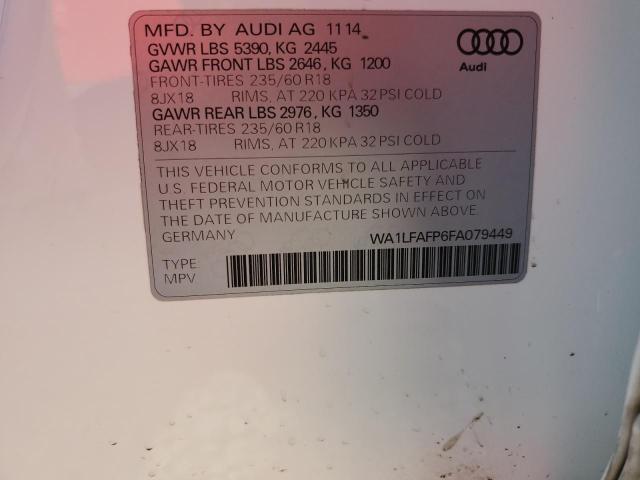 MFD. BY AUDI AG 11 14
GVWR LBS 5390, KG 2445
GAWR FRONT LBS 2646, KG 1200
FRONT-TIRES 235/60 R18
8JX18 RIMS, AT 220 KPA 32 PSI COLD
GAWR REAR LBS 2976, KG 1350
REAR-TIRES 235/60 R18
8JX18 RIMS, AT 220 KPA 32 PSI COLD
Audi
THIS VEHICLE CONFORMS TO ALL APPLICABLE
U.S. FEDERAL MOTOR VEHICLE SAFETY AND
THEFT PREVENTION STANDARDS IN EFFECT ON
THE DATE OF MANUFACTURE SHOWN ABOVE.
GERMANY WA1LFAFP6FA079449
TYPE
MPV